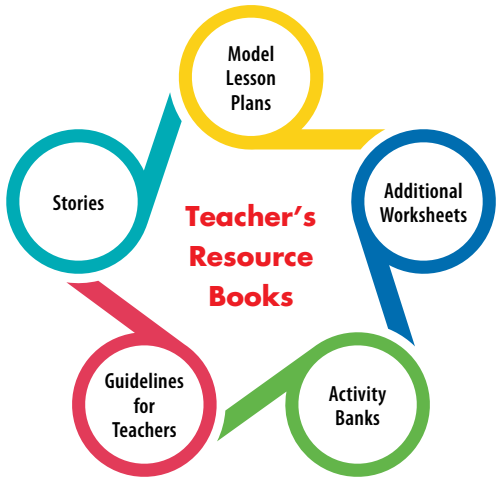 Model
Lesson
Plans
Additional
Worksheets
Activity
Banks
Guidelines
for
Teachers
Stories
Teacher's
Resource
Books